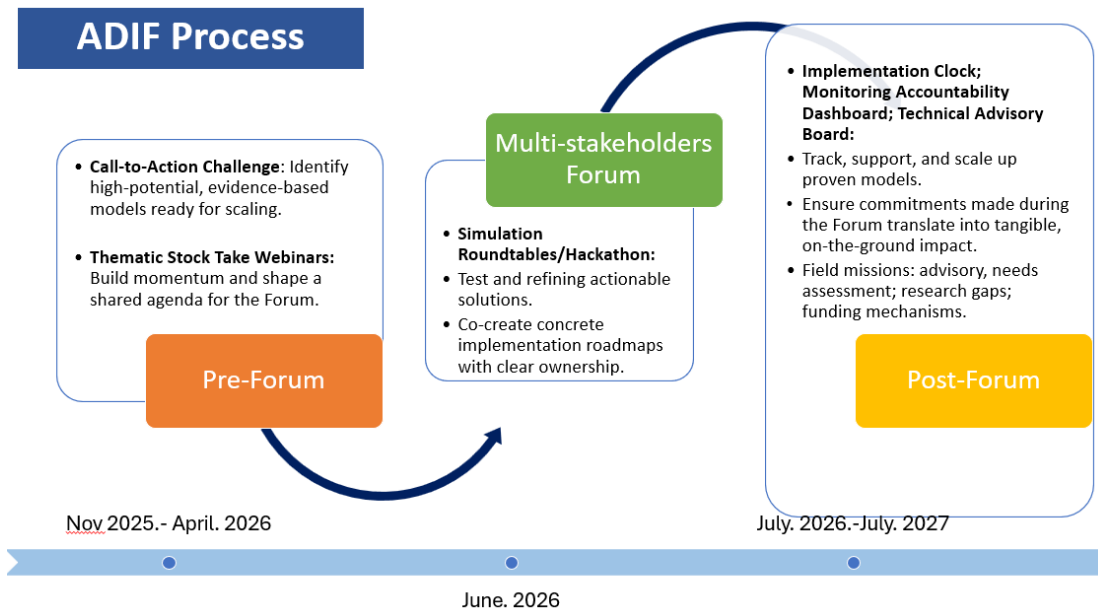 ADIF Process
• Call-to-Action Challenge: Identify
high-potential, evidence-based
models ready for scaling.
• Thematic Stock Take Webinars:
Build momentum and shape a
shared agenda for the Forum.
Pre-Forum
Multi-stakeholders
Forum
• Simulation
Roundtables/Hackathon:
• Test and refining actionable
solutions.
• Co-create concrete
implementation roadmaps
with clear ownership.
• Implementation Clock;
Monitoring Accountability
Dashboard; Technical Advisory
Board:
• Track, support, and scale up
proven models.
• Ensure commitments made during
the Forum translate into tangible,
on-the-ground impact.
• Field missions: advisory, needs
assessment; research gaps;
funding mechanisms.
Post-Forum
Nov 2025.- April. 2026
June. 2026
July. 2026.-July. 2027